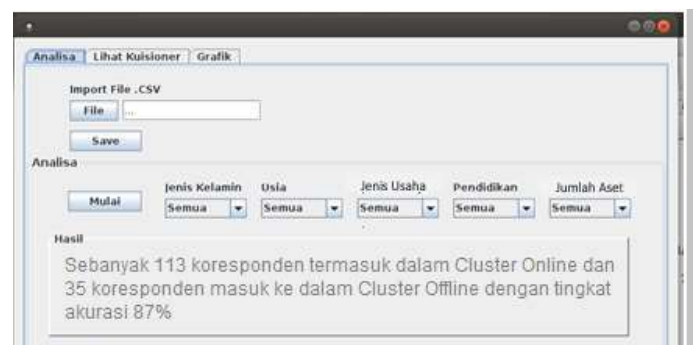 Analisa Lihat Kuisioner Grafik
Import File .CSV
File ...
Save
Analisa
Jenis Kelamin Usia Jenis Usaha Pendidikan Jumlah Aset
Mulai Semua Semua Semua Semua Semua
Hasil
Sebanyak 113 koresponden termasuk dalam Cluster Online dan
35 koresponden masuk ke dalam Cluster Offline dengan tingkat
akurasi 87%